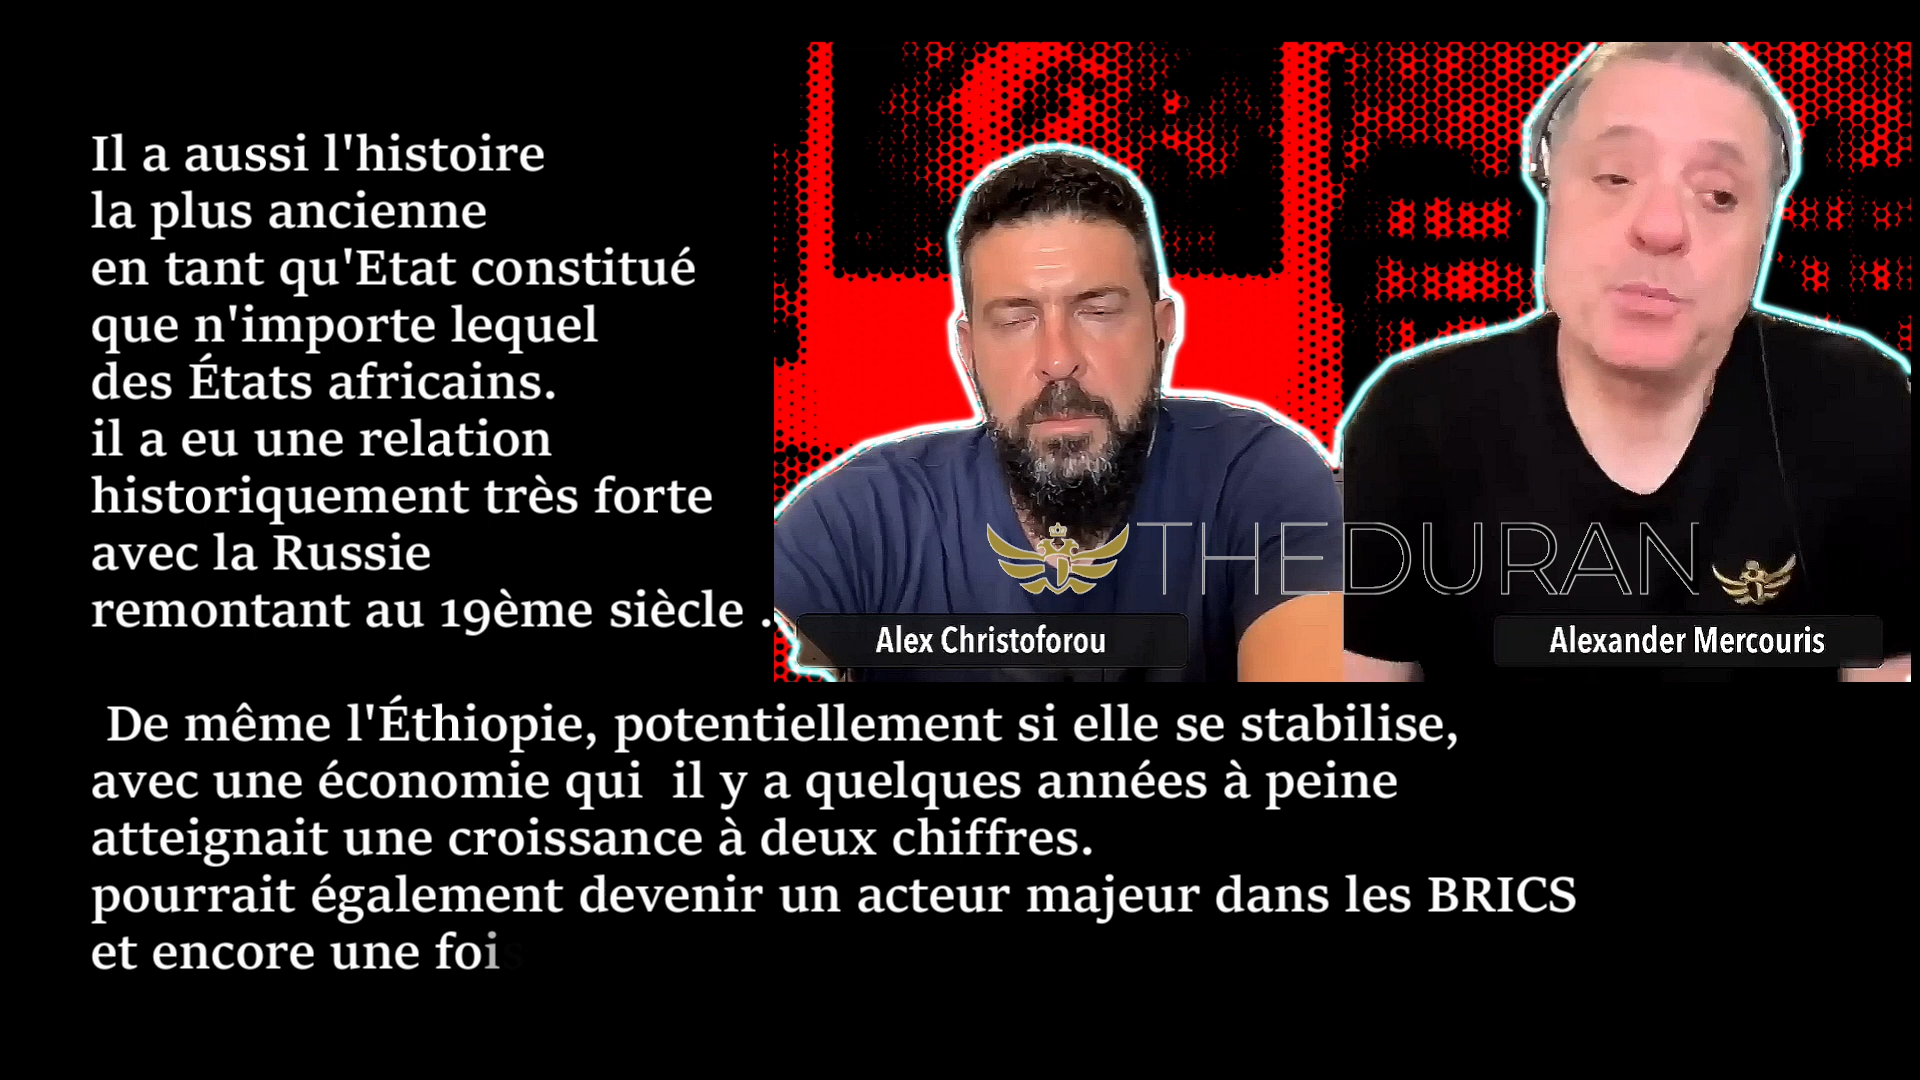 Il a aussi l'histoire
la plus ancienne
en tant qu'Etat constitué
que n'importe lequel
des États africains.
il a eu une relation
historiquement très forte
avec la Russie
remontant au 19ème siècle .
THEDURAN
Alex Christoforou
Alexander Mercouris
De même l'Éthiopie, potentiellement si elle se stabilise,
avec une économie qui  il y a quelques années à peine
atteignait une croissance à deux chiffres.
pourrait également devenir un acteur majeur dans les BRICS
et encore une fois